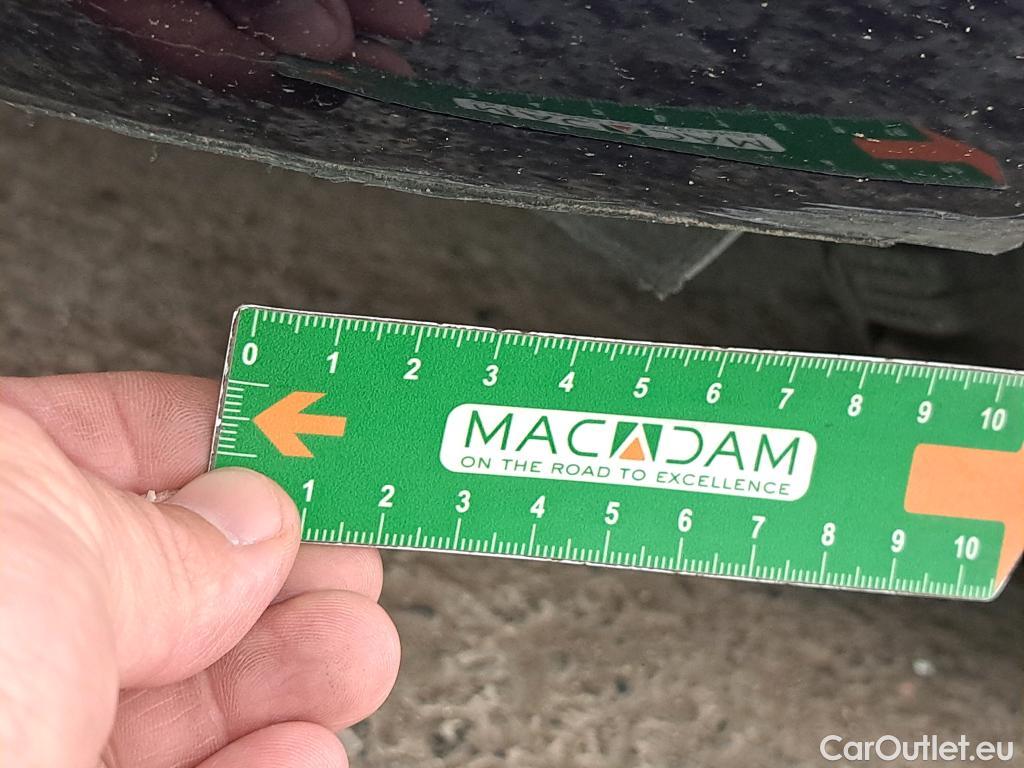 0 1 2 3 4 5 6 7 8 9 10
MACADAM
ON THE ROAD TO EXCELLENCE
1 2 3 4 5 6 7 8 9 10
CarOutlet.eu